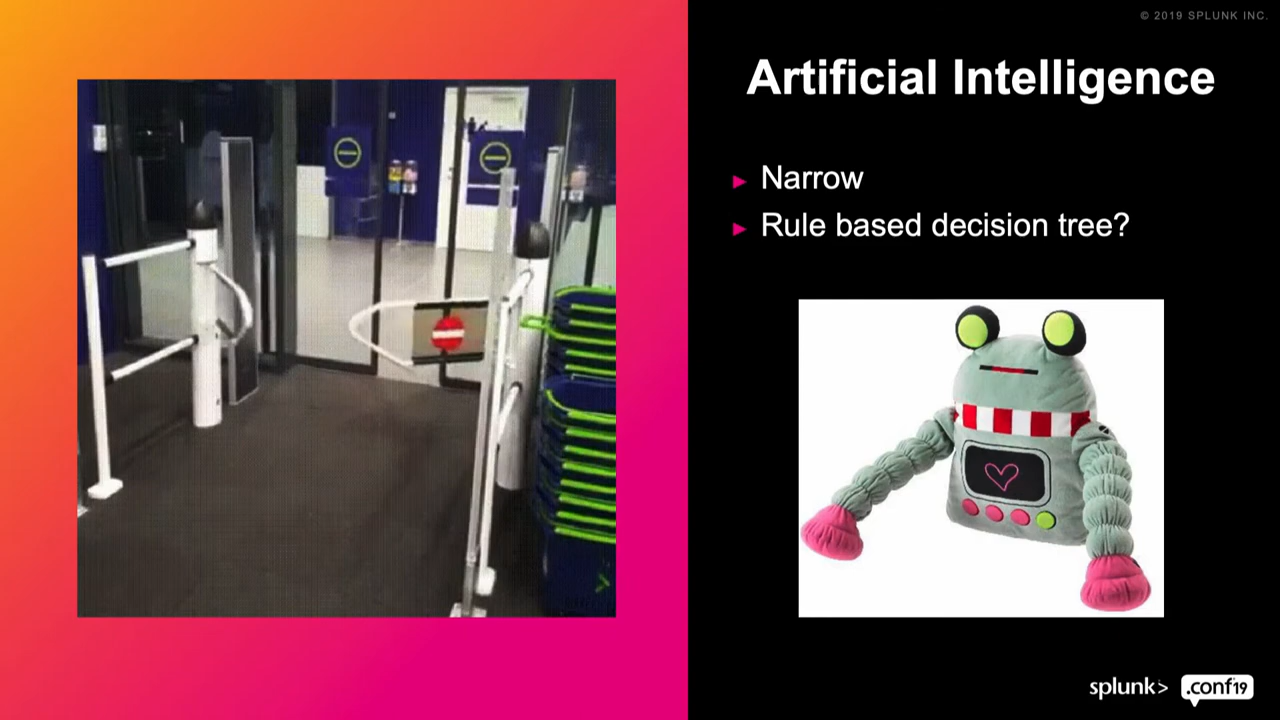 © 2019 SPLUNK INC.
Artificial Intelligence
Narrow
Rule based decision tree?
splunk> .conf19